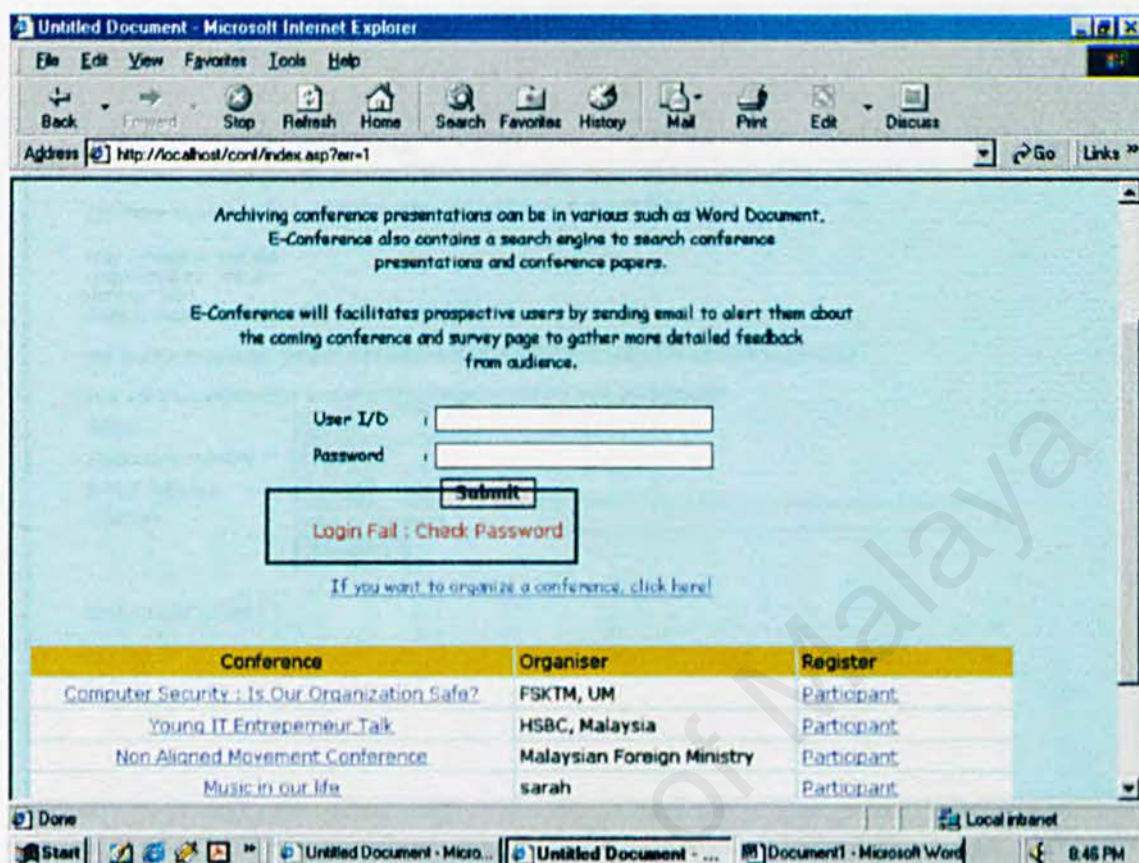 Untitled Document - Microsoft Internet Explorer
File Edit View Favorites Tools Help
Back Forward Stop Refresh Home Search Favorites History Mail Print Edit Discuss
Address http://localhost/conf/index.asp?err=1 Go Links »
Archiving conference presentations can be in various such as Word Document.
E-Conference also contains a search engine to search conference
presentations and conference papers.
E-Conference will facilitates prospective users by sending email to alert them about
the coming conference and survey page to gather more detailed feedback
from audience.
User I/D :
Password :
Submit
Login Fail : Check Password
If you want to organize a conference, click here!
Conference Organiser Register
Computer Security : Is Our Organization Safe? FSKTM, UM Participant
Young IT Entreperneur Talk HSBC, Malaysia Participant
Non Aligned Movement Conference Malaysian Foreign Ministry Participant
Music in our life sarah Participant
of Malaya
Done Local intranet
Start » Untitled Document - Micro... Untitled Document - ... Document1 - Microsoft Word 8:46 PM